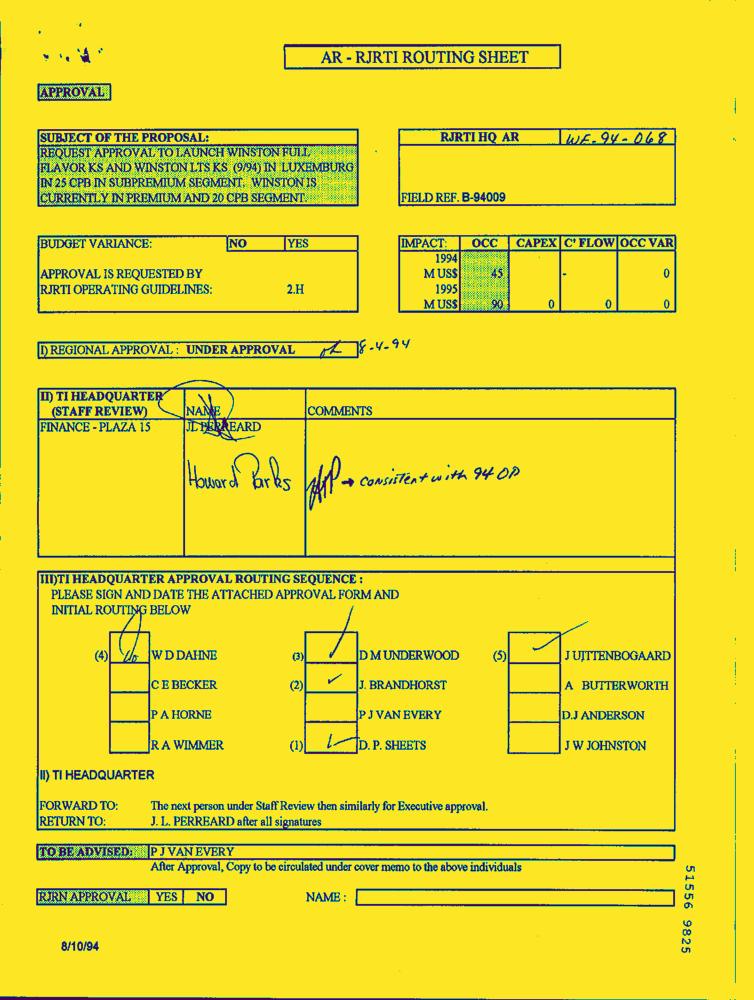 AR - RJRTI ROUTING SHEET
APPROVAL
SUBJECT OF THE PROPOSAL:
REQUEST APPROVAL TO LAUNCH WINSTON FULL
FLAVOR KS AND WINSTON LTS KS (9/94) IN LUXEMBURG
IN 25 CPB IN SUBPREMIUM SEGMENT. WINSTON IS
CURRENTLY IN PREMIUM AND 20 CPB SEGMENT.
RJRTI HQ AR WE-94-068
FIELD REF. B-94009
BUDGET VARIANCE: NO YES
APPROVAL IS REQUESTED BY
RJRTI OPERATING GUIDELINES: 2.H
IMPACT: OCC CAPEX C' FLOW OCC VAR
1994
M US$ 45 - 0
1995
M US$ 90 0 0 0
I) REGIONAL APPROVAL : UNDER APPROVAL 8-4-94
II) TI HEADQUARTER
(STAFF REVIEW) NAME COMMENTS
FINANCE - PLAZA 15 JL PERREARD
Howard Parks HP → consistent with 94 OP
III)TI HEADQUARTER APPROVAL ROUTING SEQUENCE :
PLEASE SIGN AND DATE THE ATTACHED APPROVAL FORM AND
INITIAL ROUTING BELOW
(4) W D DAHNE (3) D M UNDERWOOD (5) J UITTENBOGAARD
C E BECKER (2) J. BRANDHORST A BUTTERWORTH
P A HORNE P J VAN EVERY D.J ANDERSON
R A WIMMER (1) D. P. SHEETS J W JOHNSTON
II) TI HEADQUARTER
FORWARD TO: The next person under Staff Review then similarly for Executive approval.
RETURN TO: J. L. PERREARD after all signatures
TO BE ADVISED: P J VAN EVERY
After Approval, Copy to be circulated under cover memo to the above individuals
RJRN APPROVAL YES NO NAME :
8/10/94
51556 9825